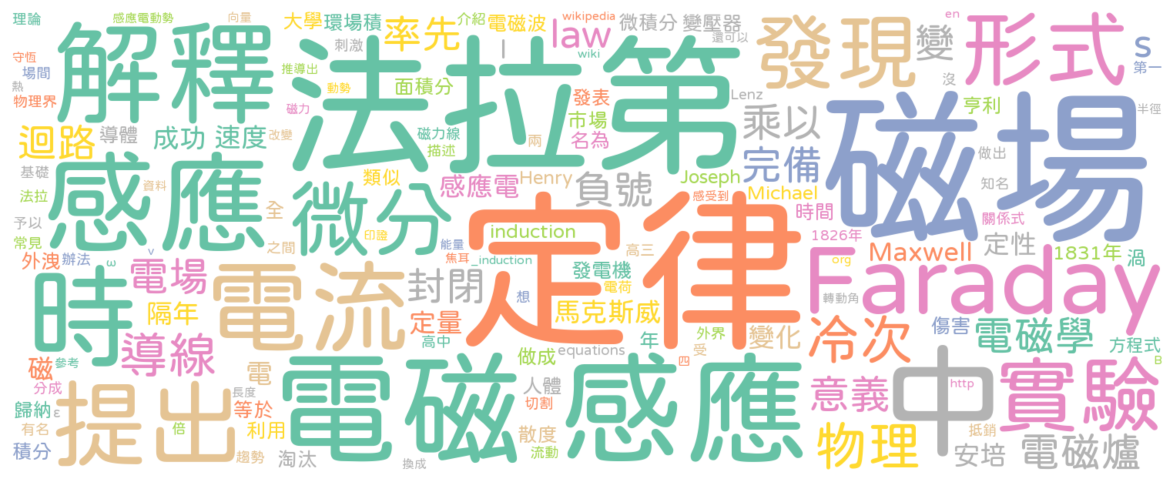 理論
感應電動勢
向量
大學
環場積
率先
介紹
電磁波
wikipedia
微積分
變壓器
law
en
形式
s
第一
解釋
法拉第
發現
變
還可以
wiki
l
刺激
守恆
場間
熱
推導出
動勢
面積分
物理界
磁力
發表
Lenz
市場
亨利
半徑
磁場
乘以
沒
迴路
導體
成功
速度
改變
磁力線
描述
兩
名為
完備
做出
基礎
感應
類似
感應電
Henry
負號
Joseph
知名
法拉
資料
微分
定律
感受到
Michael
時間
關係式
予以
全
印證
induction
1826年
常見
之間
能量
高三
Maxwell
定性
1831年
渦
外洩
辦法
v
ω
焦耳
_induction
發電機
Faraday
org
時
電場
電流
封閉
想
電荷
轉動角
隔年
定量
馬克斯威
導線
年
外界
變化
冷次
傷害
電磁學
方程式
高中
equations
受
磁
參考
電
做成
四
B
分成
長度
電磁感應
人體
意義
中
http
實驗
歸納
ε
提出
等於
切割
有名
倍
利用
散度
物理
抵銷
積分
趨勢
淘汰
換成
流動
安培
電磁爐